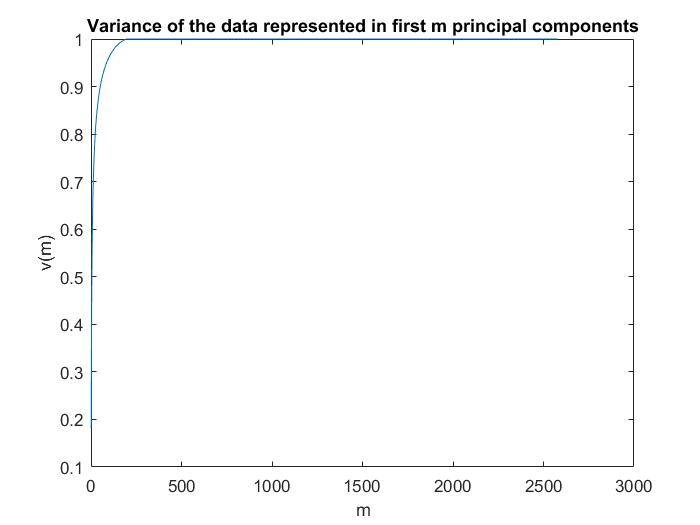 Variance of the data represented in first m principal components
1
0.9
0.8
0.7
0.6
0.5
0.4
0.3
0.2
0.1
v(m)
0 500 1000 1500 2000 2500 3000
m